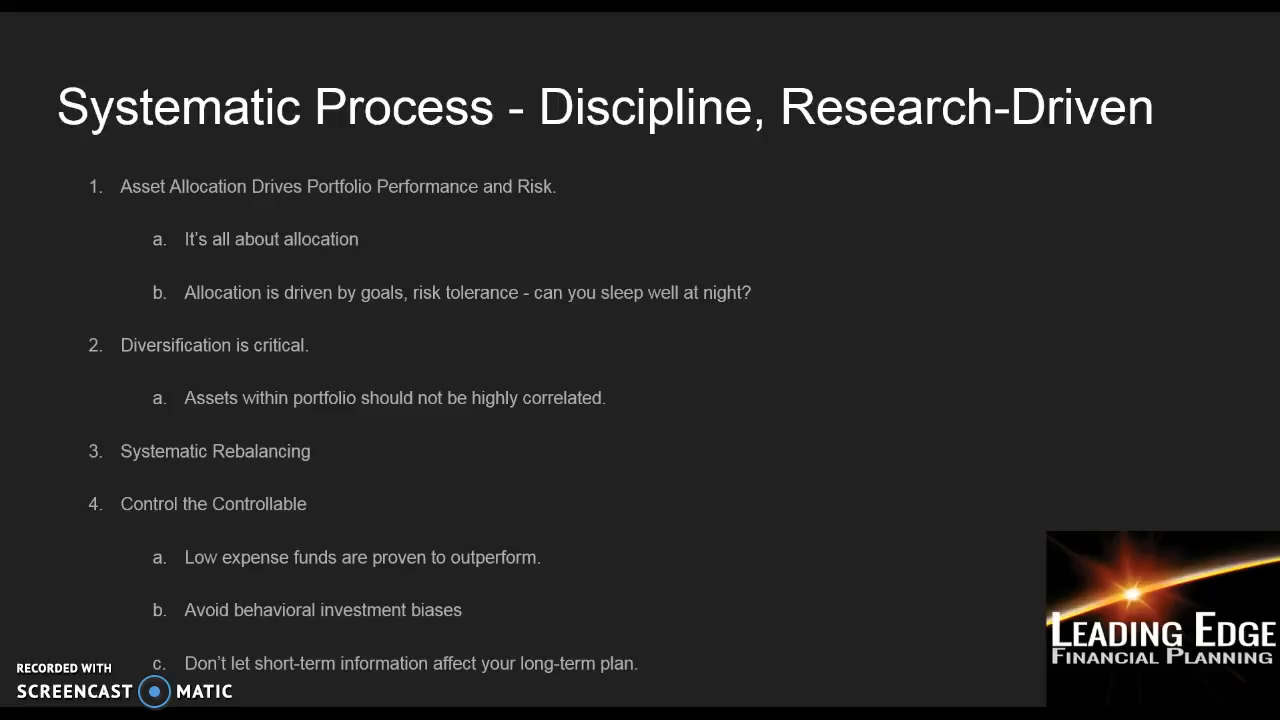 Systematic Process - Discipline, Research-Driven
1. Asset Allocation Drives Portfolio Performance and Risk.
a. It's all about allocation
b. Allocation is driven by goals, risk tolerance - can you sleep well at night?
2. Diversification is critical.
a. Assets within portfolio should not be highly correlated.
3. Systematic Rebalancing
4. Control the Controllable
a. Low expense funds are proven to outperform.
b. Avoid behavioral investment biases
c. Don't let short-term information affect your long-term plan.
RECORDED WITH
SCREENCAST MATIC
LEADING EDGE
FINANCIAL PLANNING